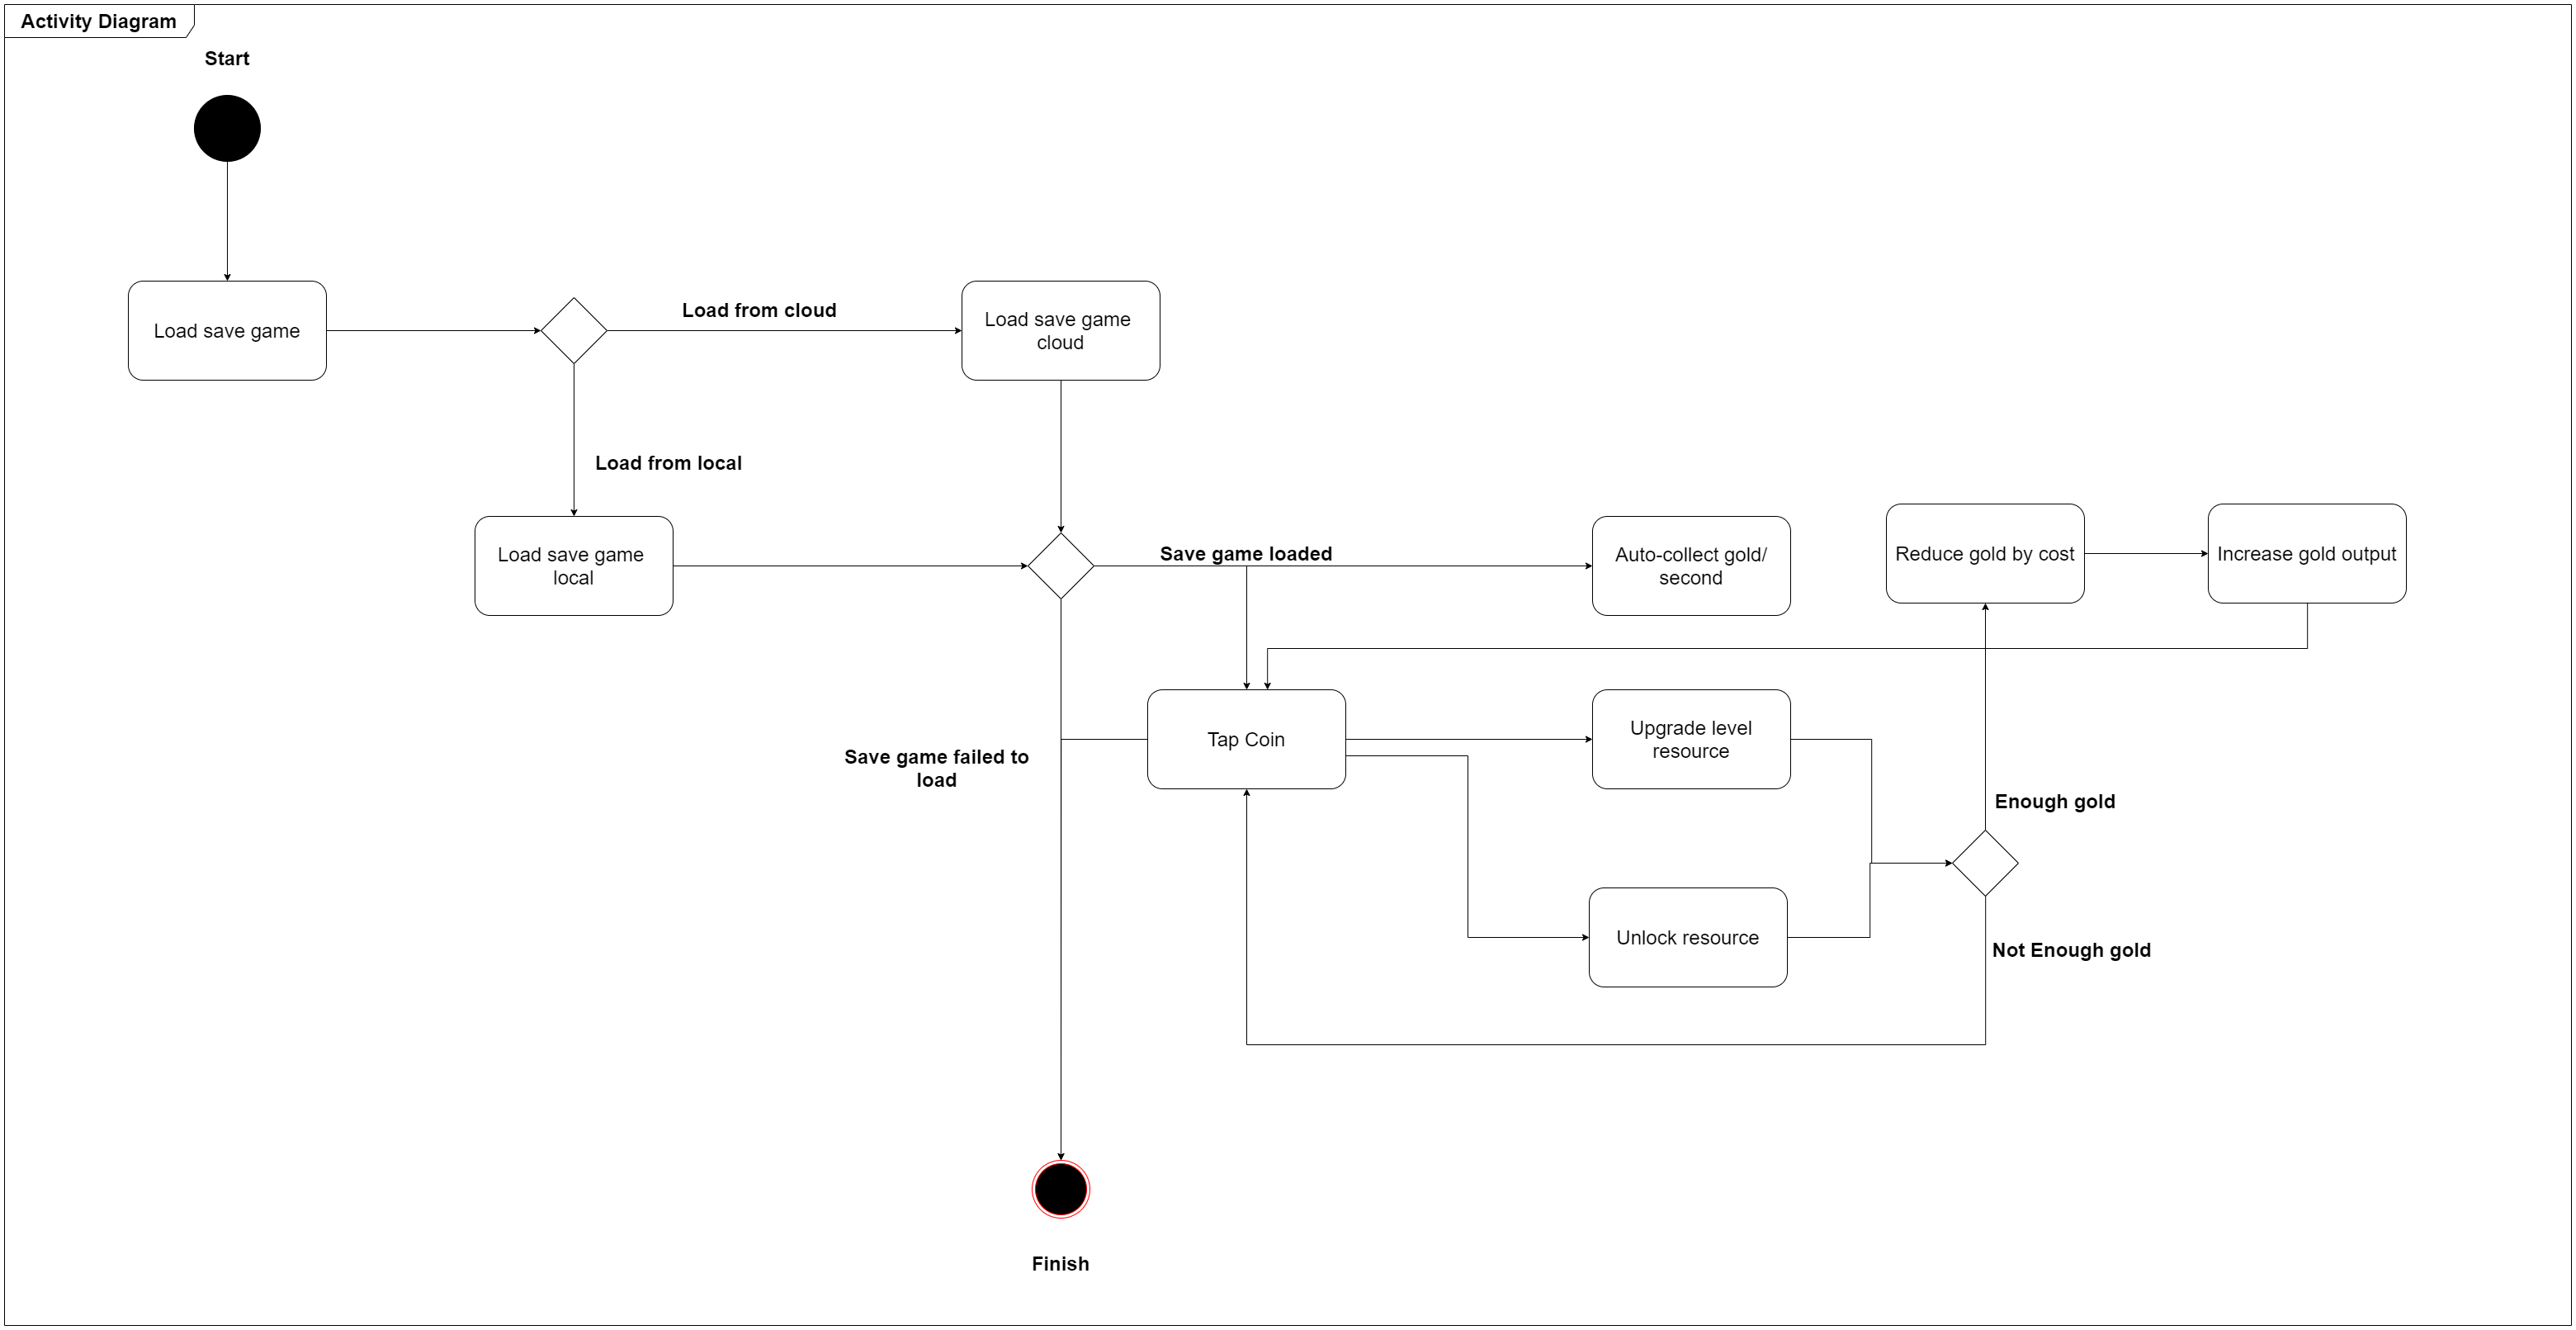 Activity Diagram
Start
Load save game
Load from cloud
Load save game
cloud
Load from local
Load save game
local
Save game loaded
Auto-collect gold/
second
Reduce gold by cost
Increase gold output
Save game failed to
load
Tap Coin
Upgrade level
resource
Enough gold
Unlock resource
Not Enough gold
Finish